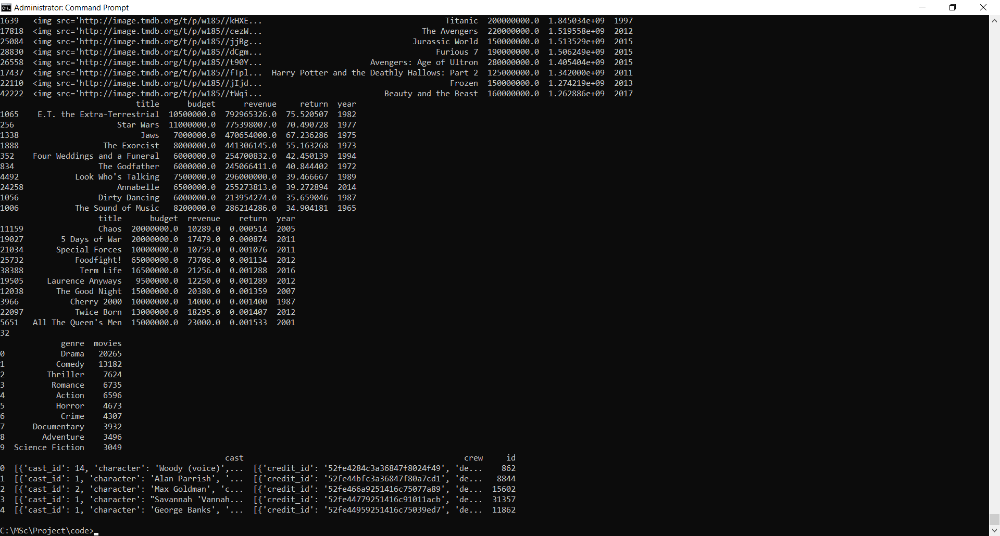 Administrator: Command Prompt
1639   <img src='http://image.tmdb.org/t/p/w185//kHXE...                                       Titanic  200000000.0  1.845034e+09  1997
17818  <img src='http://image.tmdb.org/t/p/w185//cezW...                                  The Avengers  220000000.0  1.519558e+09  2012
25084  <img src='http://image.tmdb.org/t/p/w185//jjBg...                                Jurassic World  150000000.0  1.513529e+09  2015
28830  <img src='http://image.tmdb.org/t/p/w185//dCgm...                                     Furious 7  190000000.0  1.506249e+09  2015
26558  <img src='http://image.tmdb.org/t/p/w185//t90Y...                       Avengers: Age of Ultron  280000000.0  1.405404e+09  2015
17437  <img src='http://image.tmdb.org/t/p/w185//fTpl...  Harry Potter and the Deathly Hallows: Part 2  125000000.0  1.342000e+09  2011
22110  <img src='http://image.tmdb.org/t/p/w185//jIjd...                                        Frozen  150000000.0  1.274219e+09  2013
42222  <img src='http://image.tmdb.org/t/p/w185//tWqi...                          Beauty and the Beast  160000000.0  1.262886e+09  2017
                             title      budget      revenue     return  year
1065    E.T. the Extra-Terrestrial  10500000.0  792965326.0  75.520507  1982
256                      Star Wars  11000000.0  775398007.0  70.490728  1977
1338                          Jaws   7000000.0  470654000.0  67.236286  1975
1888                  The Exorcist   8000000.0  441306145.0  55.163268  1973
352    Four Weddings and a Funeral   6000000.0  254700832.0  42.450139  1994
834                  The Godfather   6000000.0  245066411.0  40.844402  1972
4492            Look Who's Talking   7500000.0  296000000.0  39.466667  1989
24258                    Annabelle   6500000.0  255273813.0  39.272894  2014
1056                 Dirty Dancing   6000000.0  213954274.0  35.659046  1987
1006            The Sound of Music   8200000.0  286214286.0  34.904181  1965
                     title      budget  revenue    return  year
11159                Chaos  20000000.0  10289.0  0.000514  2005
19027        5 Days of War  20000000.0  17479.0  0.000874  2011
21034       Special Forces  10000000.0  10759.0  0.001076  2011
25732           Foodfight!  65000000.0  73706.0  0.001134  2012
38388            Term Life  16500000.0  21256.0  0.001288  2016
19505     Laurence Anyways   9500000.0  12250.0  0.001289  2012
12038       The Good Night  15000000.0  20380.0  0.001359  2007
3966           Cherry 2000  10000000.0  14000.0  0.001400  1987
22097           Twice Born  13000000.0  18295.0  0.001407  2012
5651   All The Queen's Men  15000000.0  23000.0  0.001533  2001
32
             genre  movies
0            Drama   20265
1           Comedy   13182
2         Thriller    7624
3          Romance    6735
4           Action    6596
5           Horror    4673
6            Crime    4307
7      Documentary    3932
8        Adventure    3496
9  Science Fiction    3049
                                                cast                                               crew     id
0  [{'cast_id': 14, 'character': 'Woody (voice)',...  [{'credit_id': '52fe4284c3a36847f8024f49', 'de...    862
1  [{'cast_id': 1, 'character': 'Alan Parrish', '...  [{'credit_id': '52fe44bfc3a36847f80a7cd1', 'de...   8844
2  [{'cast_id': 2, 'character': 'Max Goldman', 'c...  [{'credit_id': '52fe466a9251416c75077a89', 'de...  15602
3  [{'cast_id': 1, 'character': "Savannah 'Vannah...  [{'credit_id': '52fe44779251416c91011acb', 'de...  31357
4  [{'cast_id': 1, 'character': 'George Banks', '...  [{'credit_id': '52fe44959251416c75039ed7', 'de...  11862
C:\MSc\Project\code>